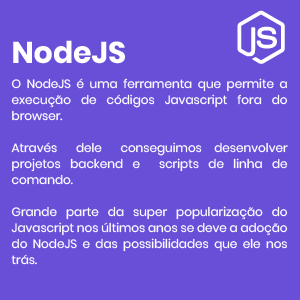 JS
NodeJS
O NodeJS é uma ferramenta que permite a
execução de códigos Javascript fora do
browser.
Através dele conseguimos desenvolver
projetos backend e scripts de linha de
comando.
Grande parte da super popularização do
Javascript nos últimos anos se deve a adoção
do NodeJS e das possibilidades que ele nos
trás.